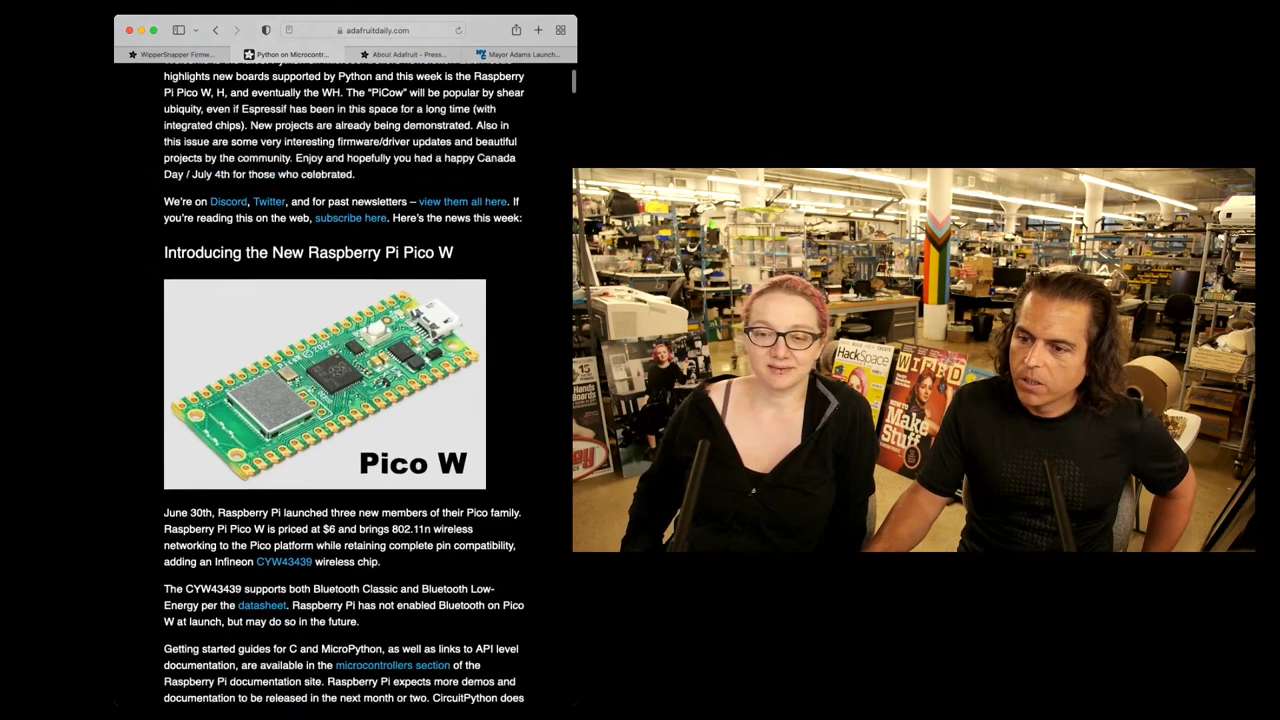 adafruitdaily.com
WipperSnapper Firmw...
Python on Microcontr...
About Adafruit – Press...
Mayor Adams Launch...
highlights new boards supported by Python and this week is the Raspberry
Pi Pico W, H, and eventually the WH. The "PiCow" will be popular by shear
ubiquity, even if Espressif has been in this space for a long time (with
integrated chips). New projects are already being demonstrated. Also in
this issue are some very interesting firmware/driver updates and beautiful
projects by the community. Enjoy and hopefully you had a happy Canada
Day / July 4th for those who celebrated.
We're on Discord, Twitter, and for past newsletters – view them all here. If
you're reading this on the web, subscribe here. Here's the news this week:
Introducing the New Raspberry Pi Pico W
Pico W
June 30th, Raspberry Pi launched three new members of their Pico family.
Raspberry Pi Pico W is priced at $6 and brings 802.11n wireless
networking to the Pico platform while retaining complete pin compatibility,
adding an Infineon CYW43439 wireless chip.
The CYW43439 supports both Bluetooth Classic and Bluetooth Low-
Energy per the datasheet. Raspberry Pi has not enabled Bluetooth on Pico
W at launch, but may do so in the future.
Getting started guides for C and MicroPython, as well as links to API level
documentation, are available in the microcontrollers section of the
Raspberry Pi documentation site. Raspberry Pi expects more demos and
documentation to be released in the next month or two. CircuitPython does
HackSpace
WIRED
HOW TO
Make
Stuff
15
Hands
Boards